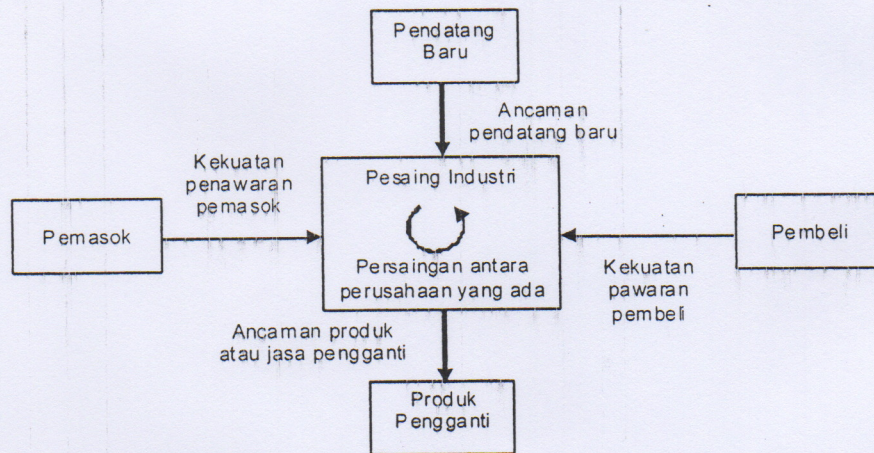 Pendatang
Baru
Ancaman
pendatang baru
Kekuatan
penawaran
pemasok
Pemasok
Pesaing Industri
Persaingan antara
perusahaan yang ada
Pembeli
Kekuatan
pawaran
pembeli
Ancaman produk
atau jasa pengganti
Produk
Pengganti